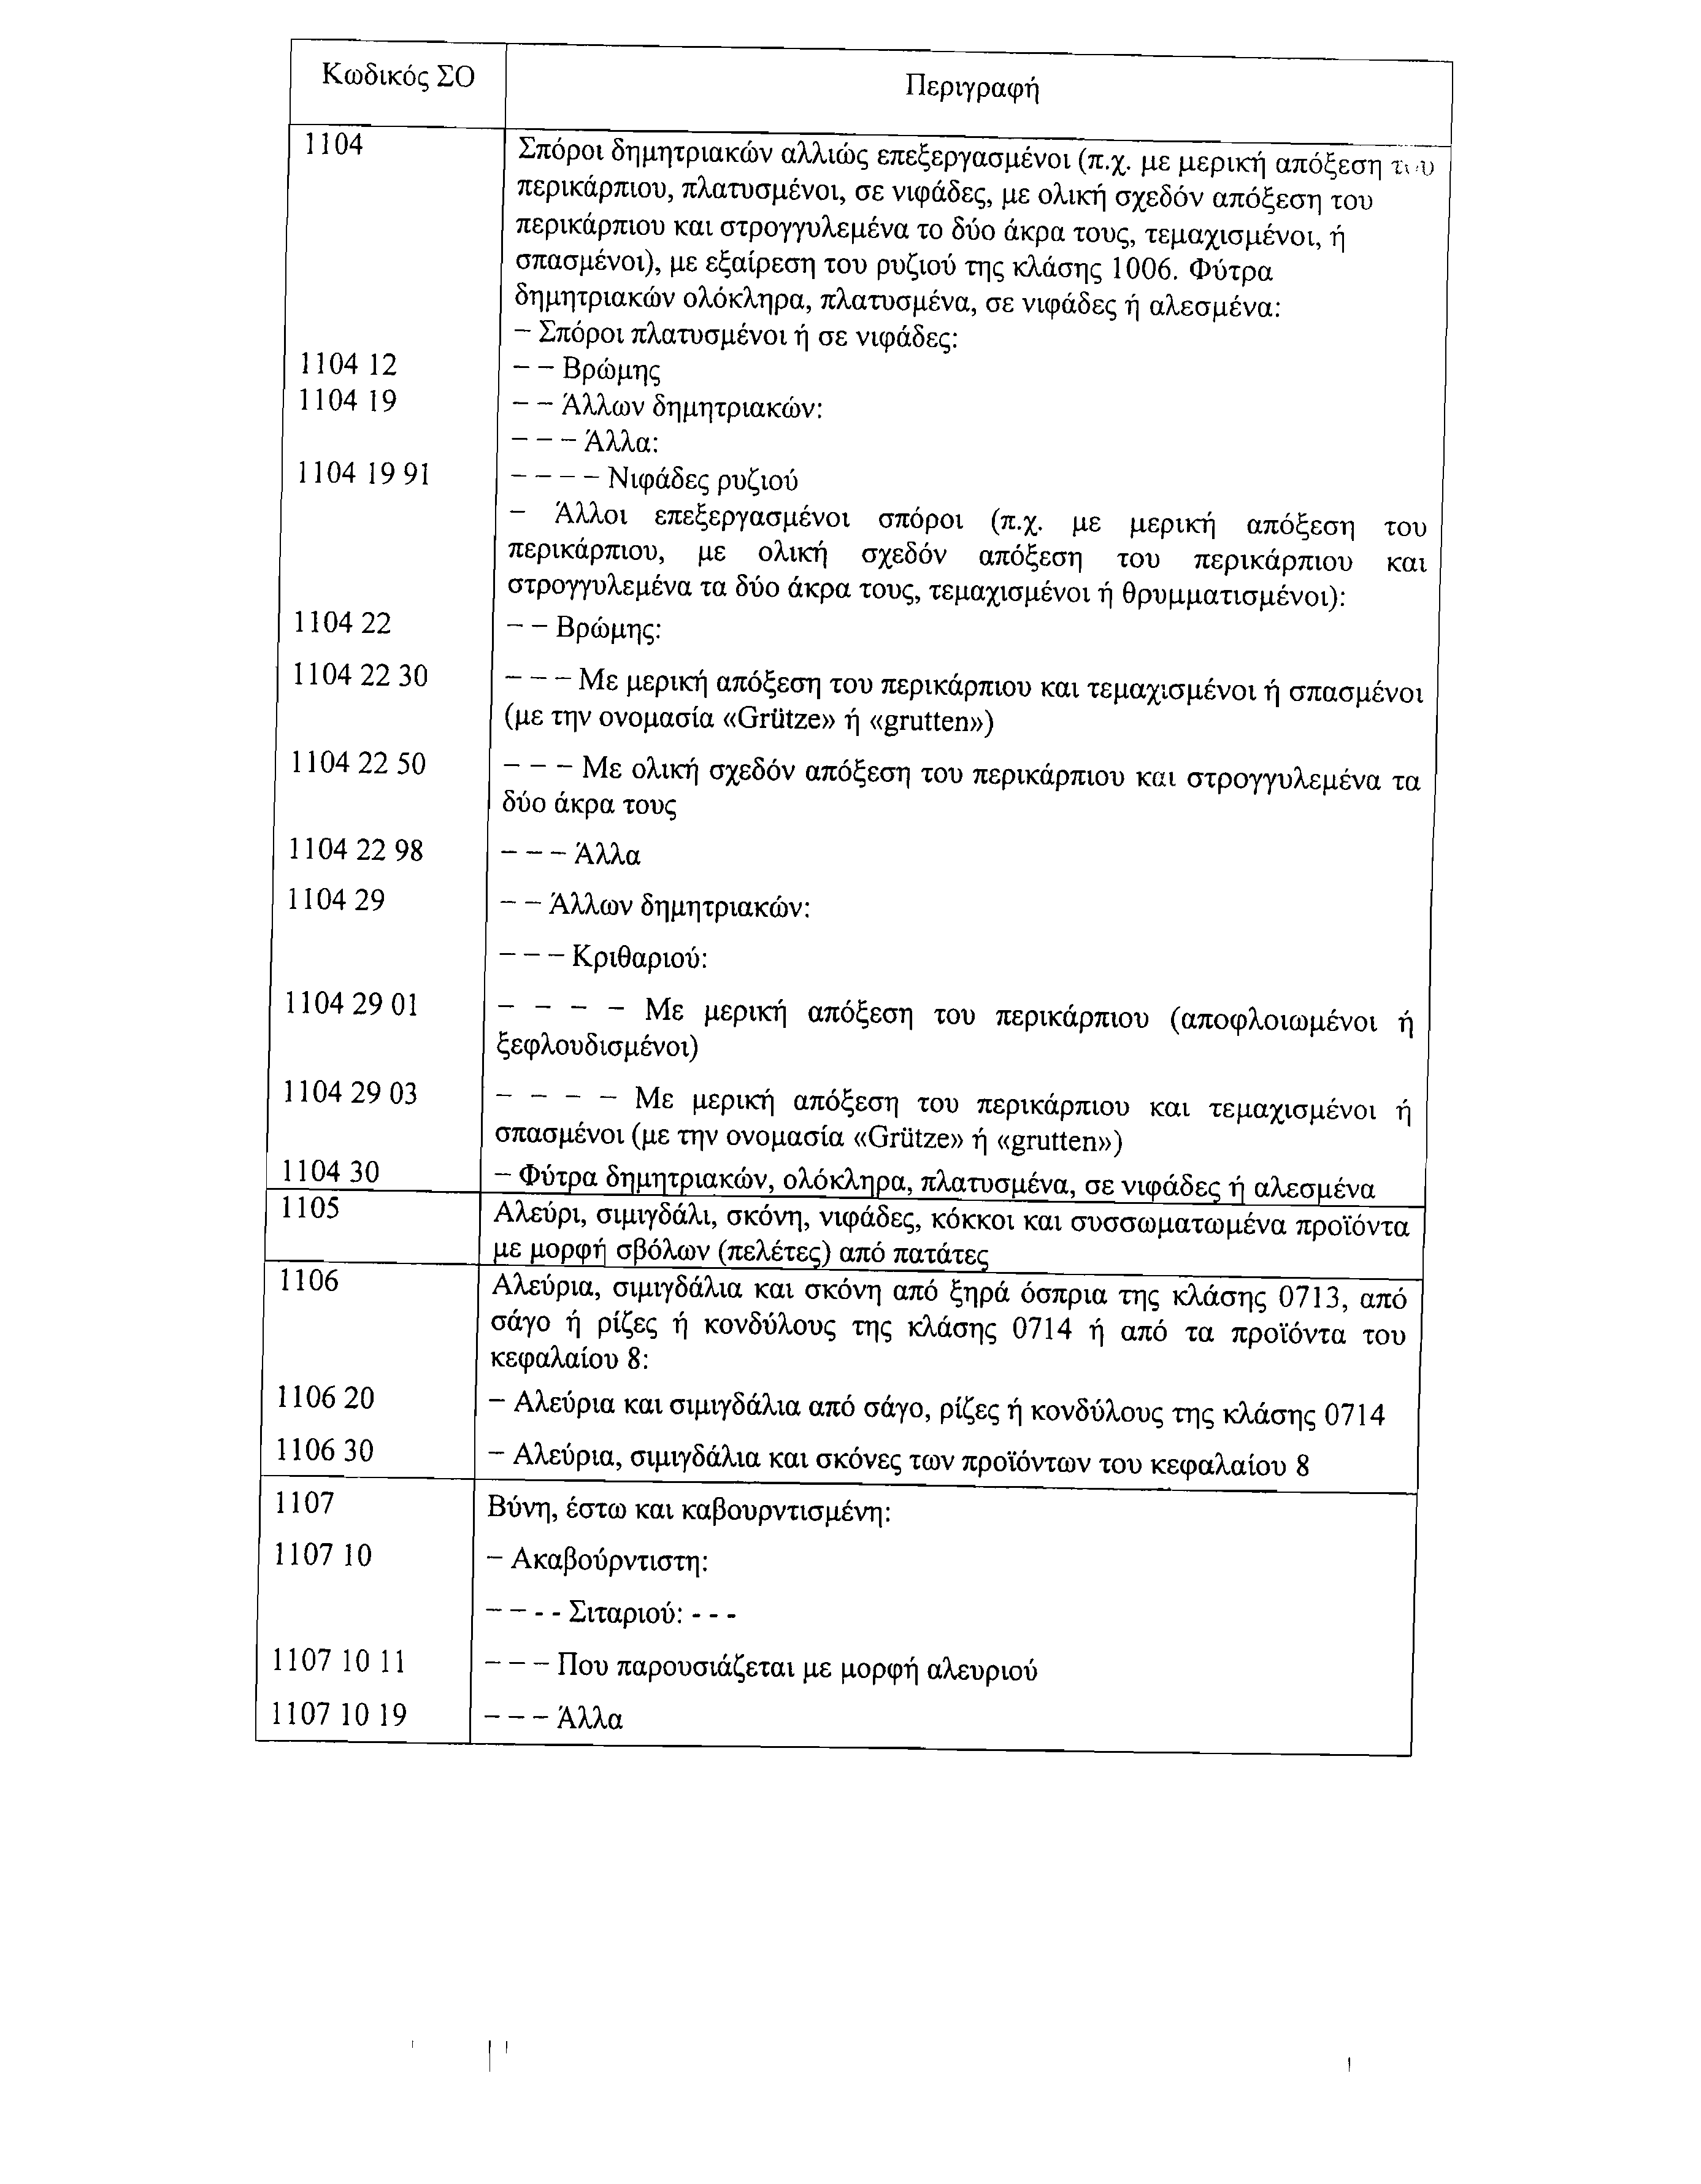 Κωδικός ΣΟ
Περιγραφή
1104
Σπόροι δημητριακών αλλιώς επεξεργασμένοι (π.χ. με μερική απόξεση του
περικάρπιου, πλατυσμένοι, σε νιφάδες, με ολική σχεδόν απόξεση του
περικάρπιου και στρογγυλεμένα το δύο άκρα τους, τεμαχισμένοι, ή
σπασμένοι), με εξαίρεση του ρυζιού της κλάσης 1006. Φύτρα
δημητριακών ολόκληρα, πλατυσμένα, σε νιφάδες ή αλεσμένα:
– Σπόροι πλατυσμένοι ή σε νιφάδες:
1104 12
– – Βρώμης
1104 19
– – Άλλων δημητριακών:
– – – Άλλα:
1104 19 91
– – – – Νιφάδες ρυζιού
– Άλλοι επεξεργασμένοι σπόροι (π.χ. με μερική απόξεση του
περικάρπιου, με ολική σχεδόν απόξεση του περικάρπιου και
στρογγυλεμένα τα δύο άκρα τους, τεμαχισμένοι ή θρυμματισμένοι):
1104 22
– – Βρώμης:
1104 22 30
– – – Με μερική απόξεση του περικάρπιου και τεμαχισμένοι ή σπασμένοι
(με την ονομασία «Grütze» ή «grutten»)
1104 22 50
– – – Με ολική σχεδόν απόξεση του περικάρπιου και στρογγυλεμένα τα
δύο άκρα τους
1104 22 98
– – – Άλλα
1104 29
– – Άλλων δημητριακών:
– – – Κριθαριού:
1104 29 01
– – – – Με μερική απόξεση του περικάρπιου (αποφλοιωμένοι ή
ξεφλουδισμένοι)
1104 29 03
– – – – Με μερική απόξεση του περικάρπιου και τεμαχισμένοι ή
σπασμένοι (με την ονομασία «Grütze» ή «grutten»)
1104 30
– Φύτρα δημητριακών, ολόκληρα, πλατυσμένα, σε νιφάδες ή αλεσμένα
1105
Αλεύρι, σιμιγδάλι, σκόνη, νιφάδες, κόκκοι και συσσωματωμένα προϊόντα
με μορφή σβόλων (πελέτες) από πατάτες
1106
Αλεύρια, σιμιγδάλια και σκόνη από ξηρά όσπρια της κλάσης 0713, από
σάγο ή ρίζες ή κονδύλους της κλάσης 0714 ή από τα προϊόντα του
κεφαλαίου 8:
1106 20
– Αλεύρια και σιμιγδάλια από σάγο, ρίζες ή κονδύλους της κλάσης 0714
1106 30
– Αλεύρια, σιμιγδάλια και σκόνες των προϊόντων του κεφαλαίου 8
1107
Βύνη, έστω και καβουρντισμένη:
1107 10
– Ακαβούρντιστη:
– – - - Σιταριού: - - -
1107 10 11
– – – Που παρουσιάζεται με μορφή αλευριού
1107 10 19
– – – Άλλα